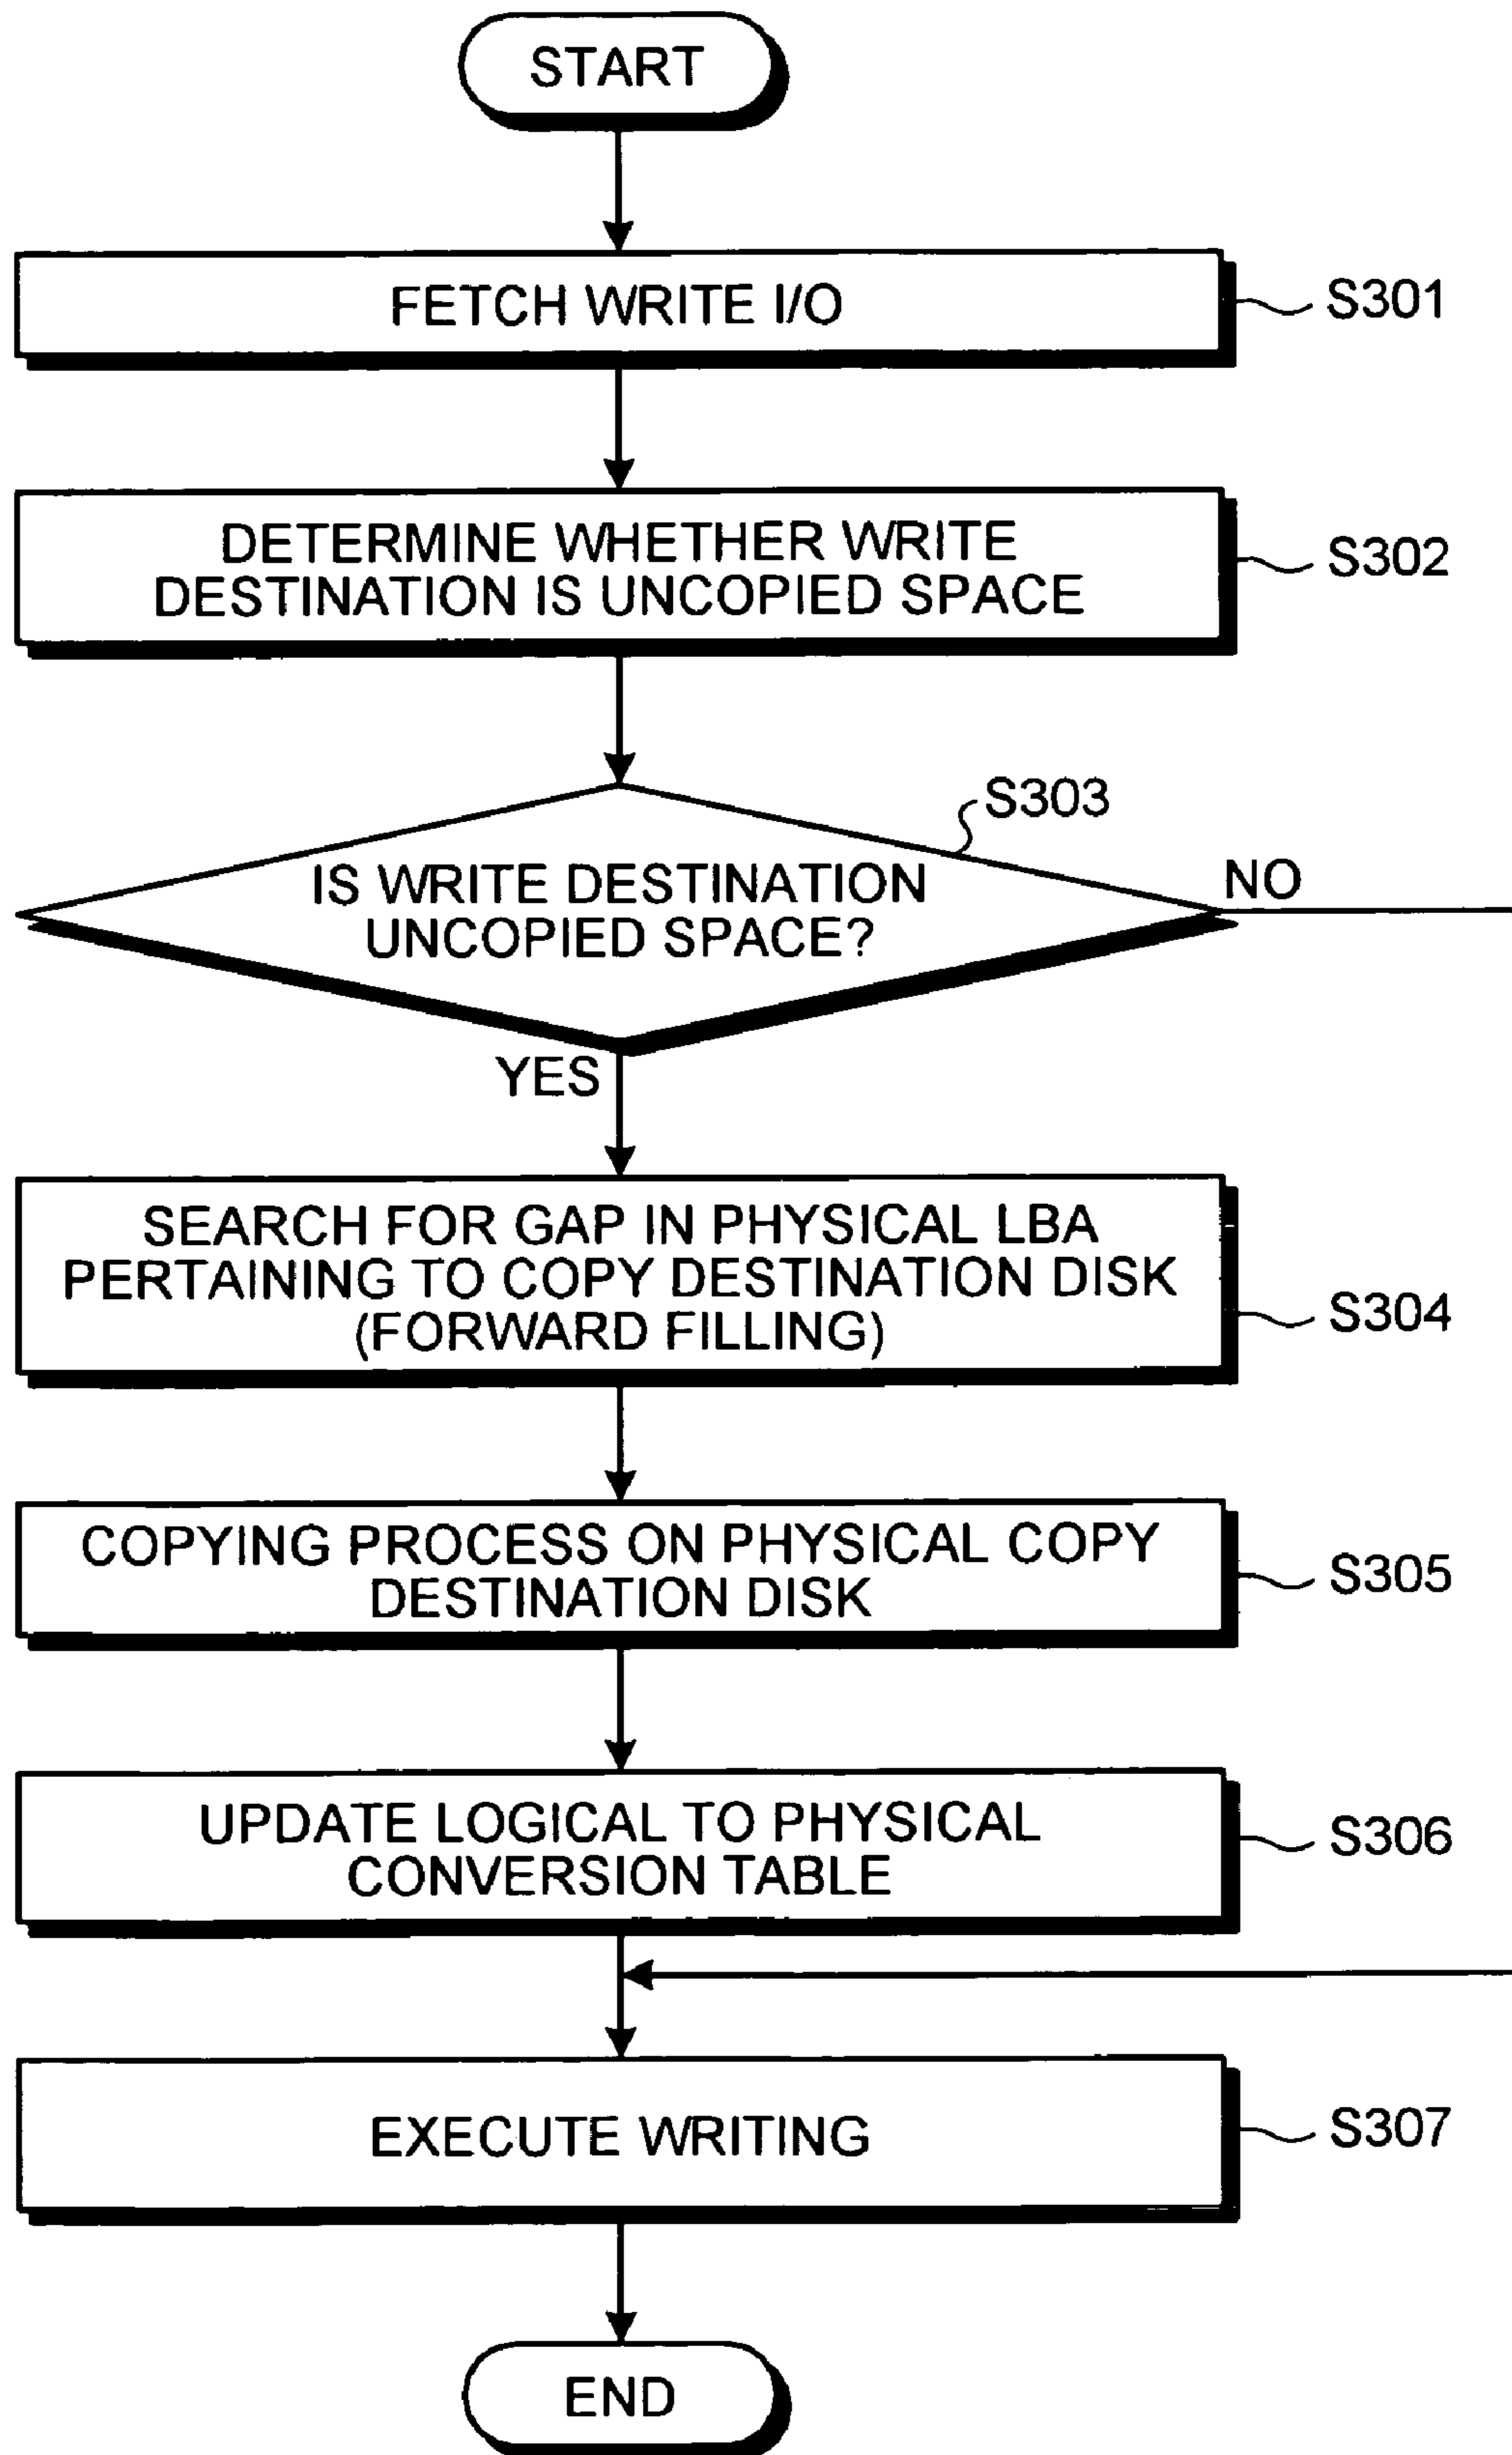 START
FETCH WRITE I/O
S301
DETERMINE WHETHER WRITE
DESTINATION IS UNCOPIED SPACE
S302
S303
IS WRITE DESTINATION
UNCOPIED SPACE?
NO
YES
SEARCH FOR GAP IN PHYSICAL LBA
PERTAINING TO COPY DESTINATION DISK
(FORWARD FILLING)
S304
COPYING PROCESS ON PHYSICAL COPY
DESTINATION DISK
S305
UPDATE LOGICAL TO PHYSICAL
CONVERSION TABLE
S306
EXECUTE WRITING
S307
END